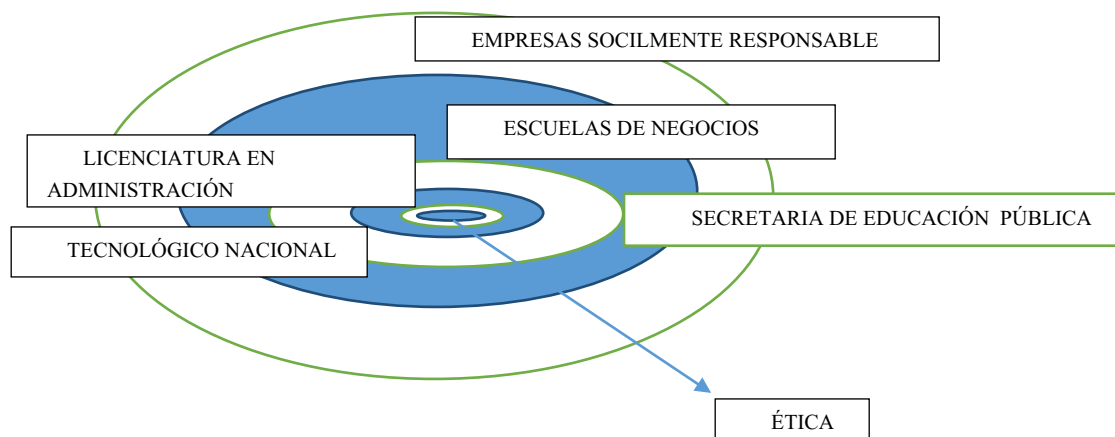 EMPRESAS SOCILMENTE RESPONSABLE
ESCUELAS DE NEGOCIOS
LICENCIATURA EN
ADMINISTRACIÓN
SECRETARIA DE EDUCACIÓN PÚBLICA
TECNOLÓGICO NACIONAL
ÉTICA